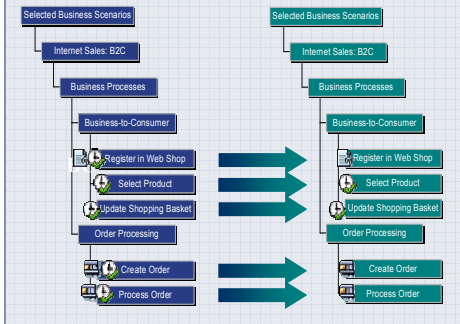 Selected Business Scenarios
Internet Sales: B2C
Business Processes
Business-to-Consumer
Register in Web Shop
Select Product
Update Shopping Basket
Order Processing
Create Order
Process Order
Selected Business Scenarios
Internet Sales: B2C
Business Processes
Business-to-Consumer
Register in Web Shop
Select Product
Update Shopping Basket
Order Processing
Create Order
Process Order